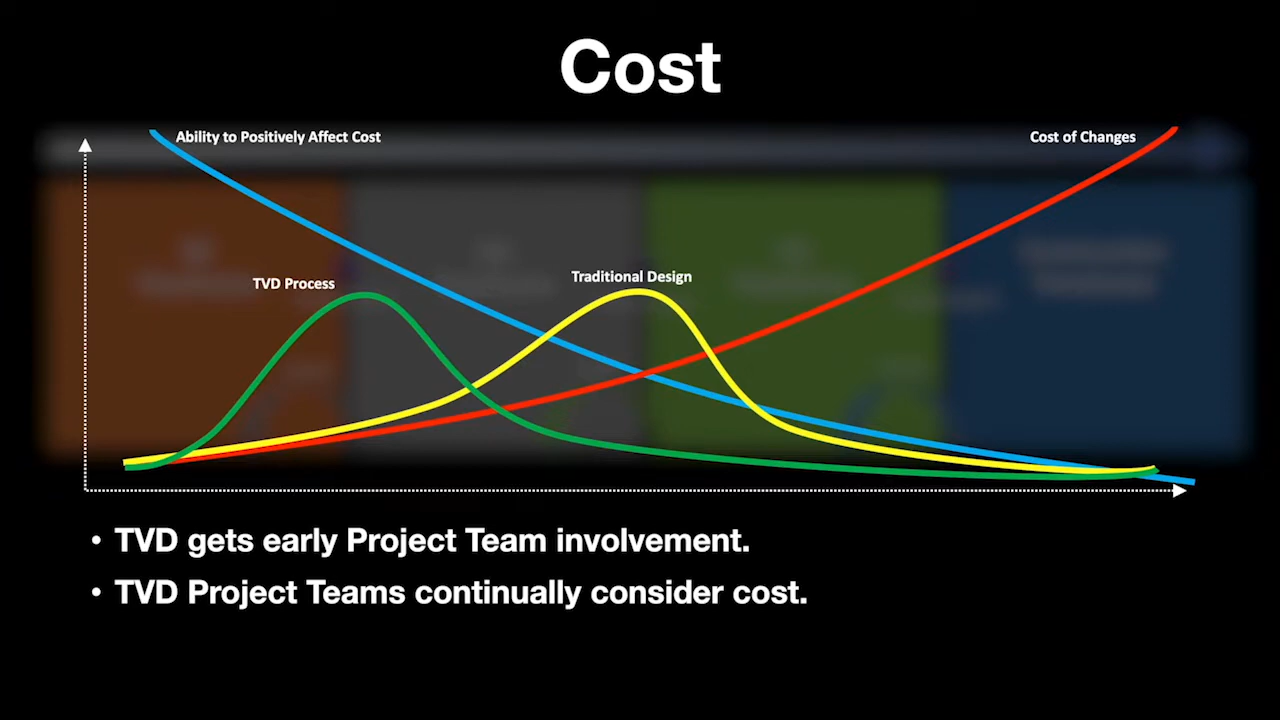 Cost
Ability to Positively Affect Cost
Cost of Changes
TVD Process
Traditional Design
• TVD gets early Project Team involvement.
• TVD Project Teams continually consider cost.